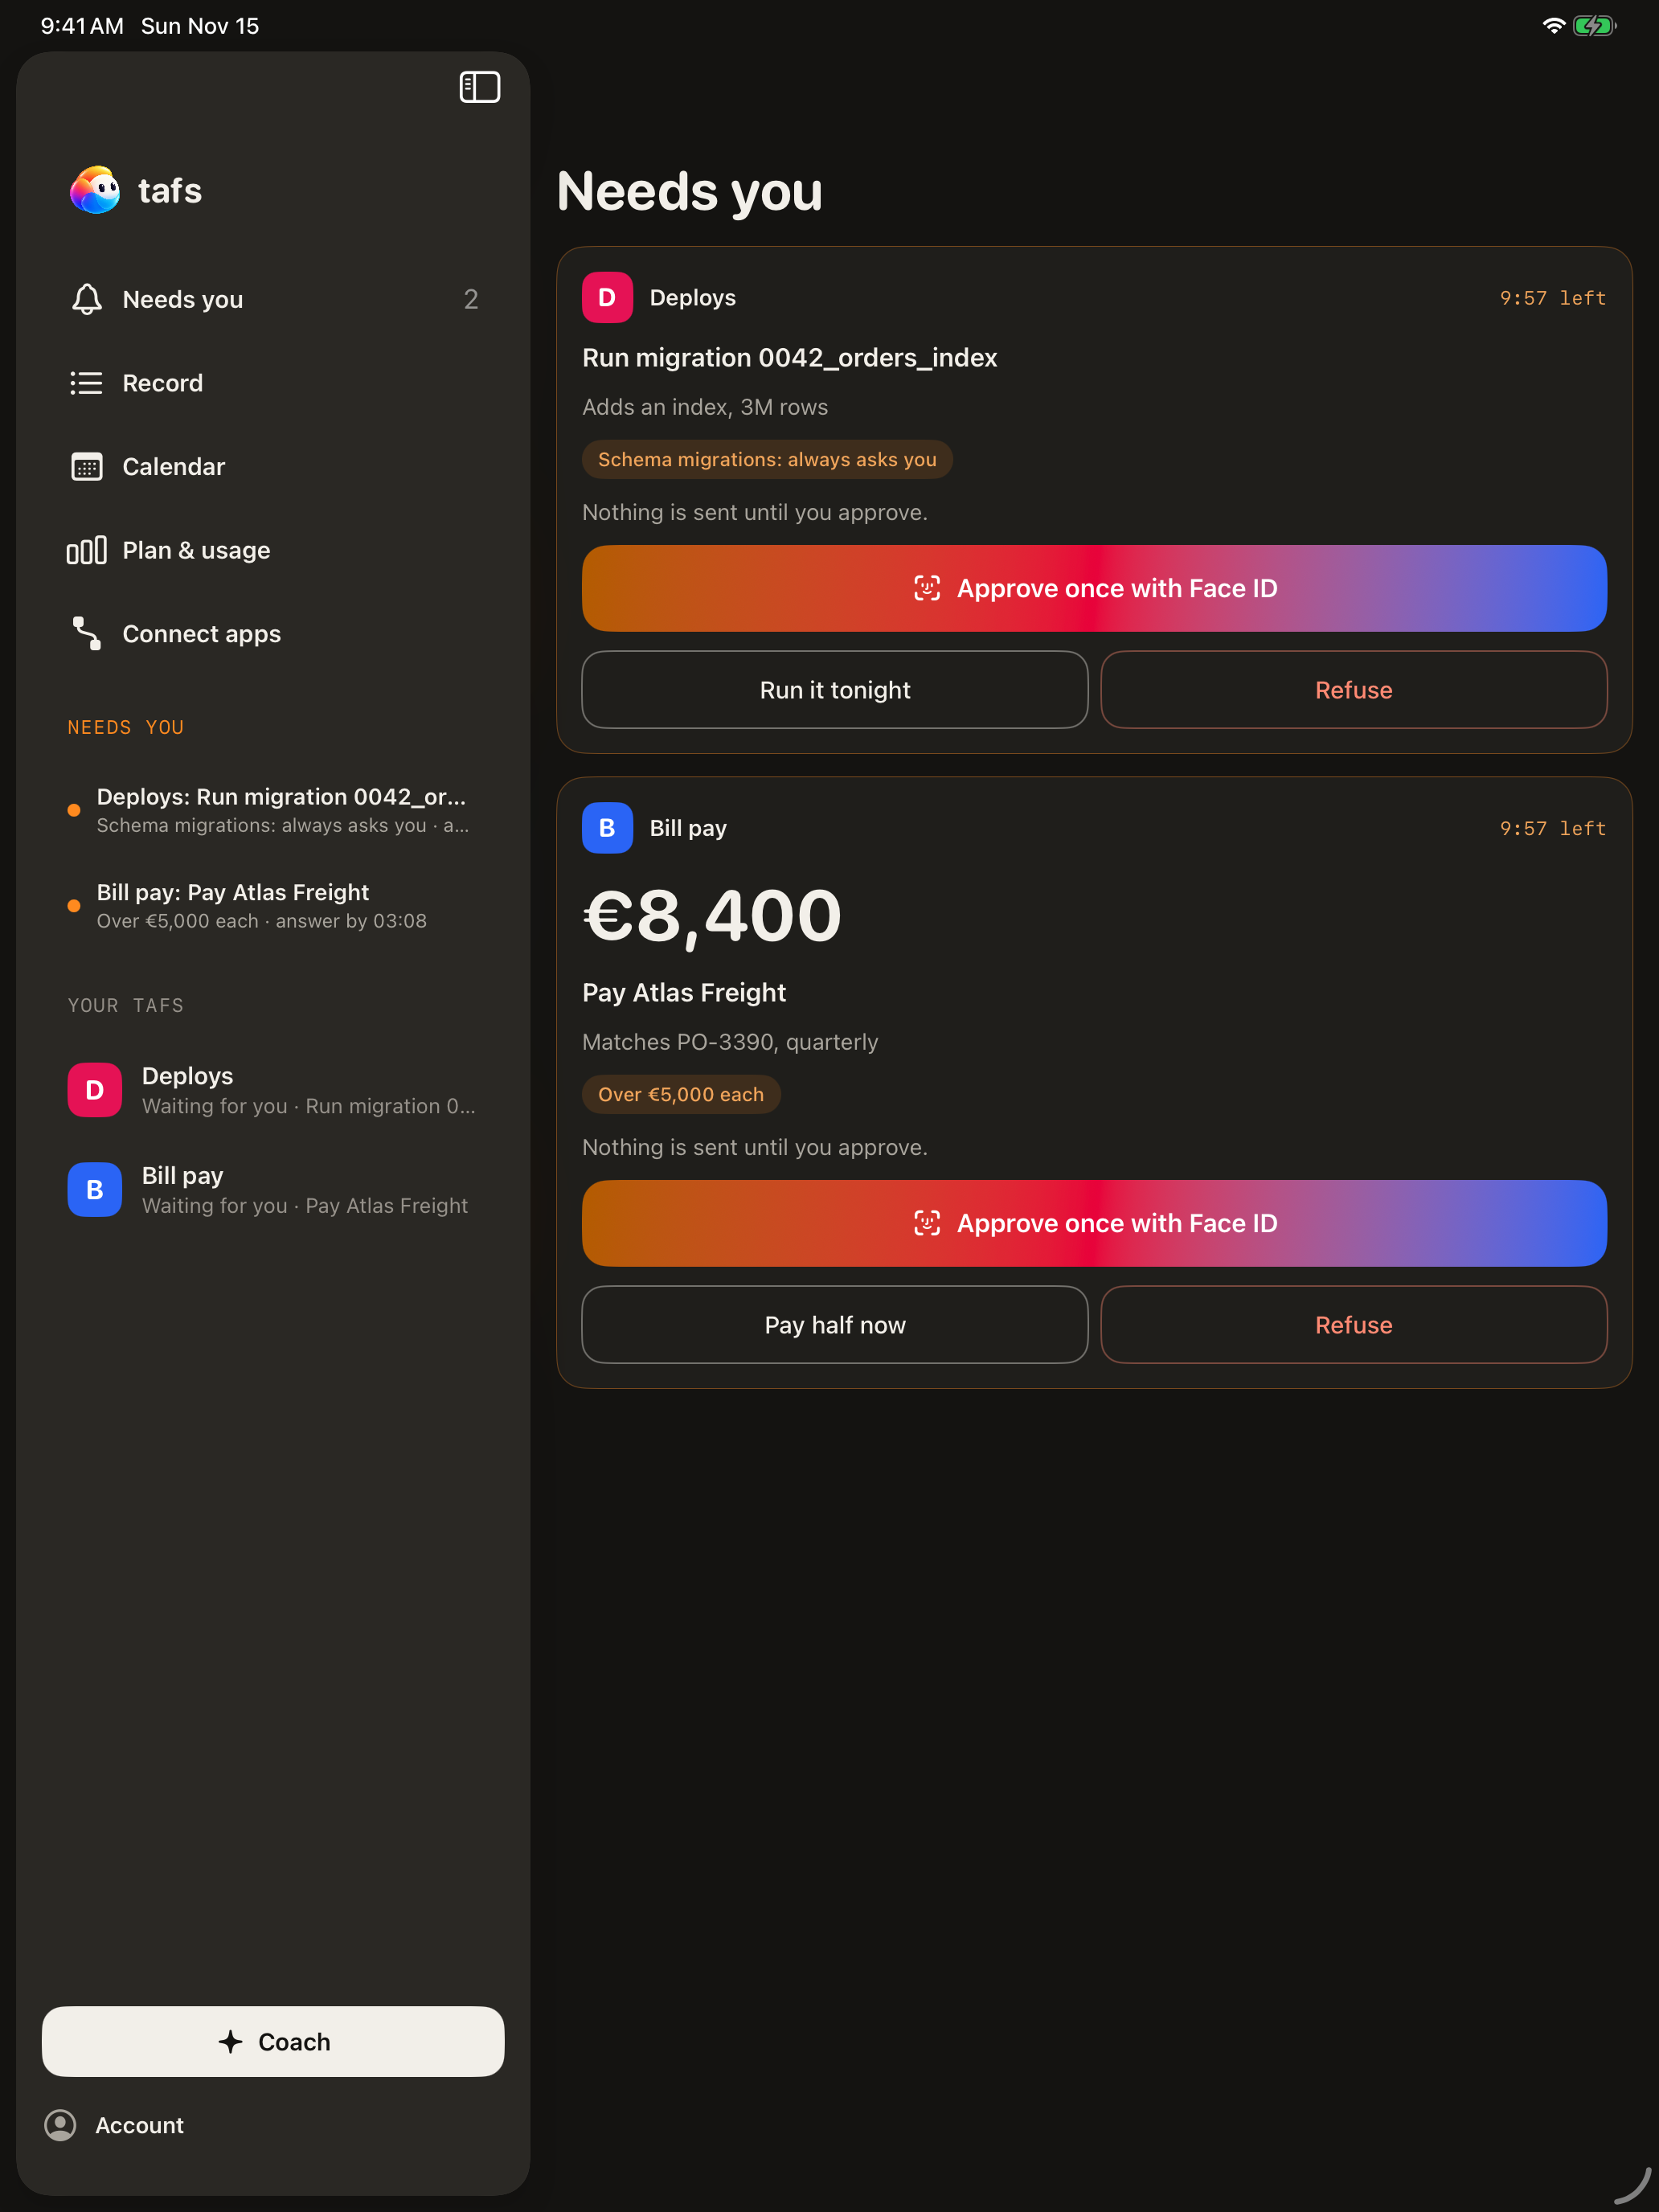 9:41 AM Sun Nov 15
tafs
Needs you 2
Record
Calendar
Plan & usage
Connect apps
NEEDS YOU
Deploys: Run migration 0042_or...
Schema migrations: always asks you · a...
Bill pay: Pay Atlas Freight
Over €5,000 each · answer by 03:08
YOUR TAFS
D Deploys
Waiting for you · Run migration 0...
B Bill pay
Waiting for you · Pay Atlas Freight
Coach
Account
Needs you
D Deploys 9:57 left
Run migration 0042_orders_index
Adds an index, 3M rows
Schema migrations: always asks you
Nothing is sent until you approve.
Approve once with Face ID
Run it tonight Refuse
B Bill pay 9:57 left
€8,400
Pay Atlas Freight
Matches PO-3390, quarterly
Over €5,000 each
Nothing is sent until you approve.
Approve once with Face ID
Pay half now Refuse